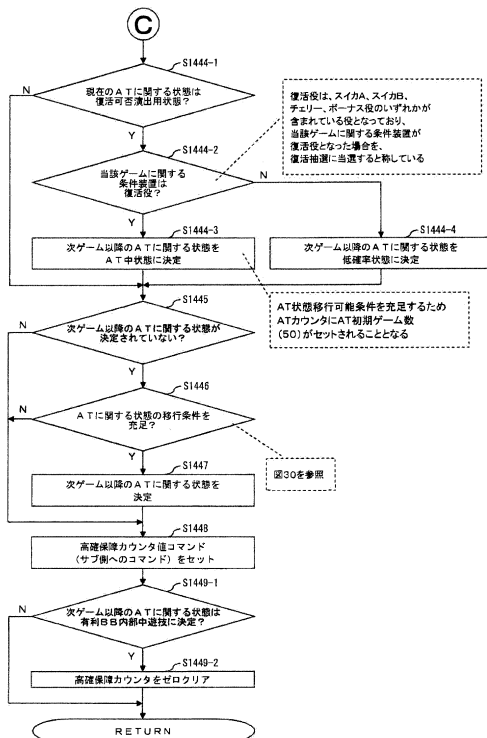 C
S1444-1
現在のＡＴに関する状態は
復活可否演出用状態？
N
Y
復活役は、スイカA、スイカB、
チェリー、ボーナス役のいずれかが
含まれている役となっており、
当該ゲームに関する条件装置が
復活役となった場合を、
復活抽選に当選すると称している
S1444-2
当該ゲームに関する
条件装置は
復活役？
N
Y
S1444-3
次ゲーム以降のＡＴに関する状態を
ＡＴ中状態に決定
S1444-4
次ゲーム以降のＡＴに関する状態を
低確率状態に決定
AT状態移行可能条件を充足するため
ATカウンタにAT初期ゲーム数
(50)がセットされることとなる
S1445
次ゲーム以降のＡＴに関する状態が
決定されていない？
N
Y
S1446
ＡＴに関する状態の移行条件を
充足？
N
Y
図30を参照
S1447
次ゲーム以降のＡＴに関する状態を
決定
S1448
高確保障カウンタ値コマンド
（サブ側へのコマンド）をセット
S1449-1
次ゲーム以降のＡＴに関する状態は
有利ＢＢ内部中遊技に決定？
N
Y
S1449-2
高確保障カウンタをゼロクリア
ＲＥＴＵＲＮ